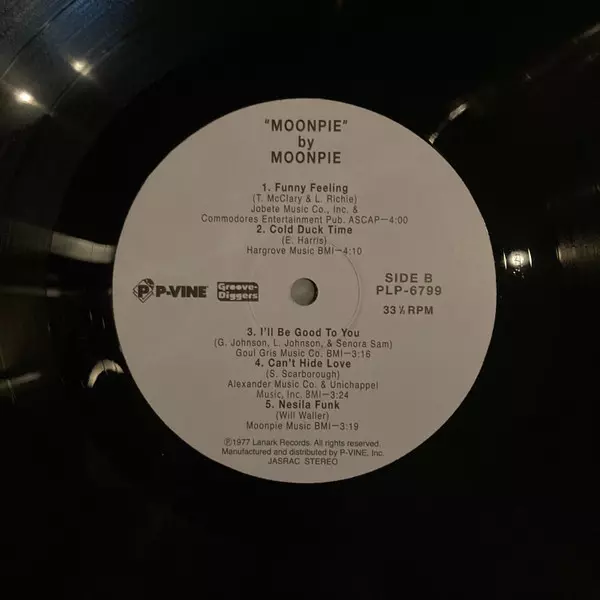 "MOONPIE"
by
MOONPIE
1. Funny Feeling
(T. McClary & L. Richie)
Jobete Music Co., Inc. &
Commodores Entertainment Pub. ASCAP—4:00
2. Cold Duck Time
(E. Harris)
Hargrove Music BMI—4:10
P P-VINE®
Groove-
Diggers
SIDE B
PLP-6799
33 ⅓ RPM
3. I'll Be Good To You
(G. Johnson, L. Johnson, & Senora Sam)
Goul Gris Music Co. BMI—3:16
4. Can't Hide Love
(S. Scarborough)
Alexander Music Co. & Unichappel
Music, Inc. BMI—3:24
5. Nesila Funk
(Will Waller)
Moonpie Music BMI—3:19
℗1977 Lanark Records. All rights reserved.
Manufactured and distributed by P-VINE, Inc.
JASRAC STEREO